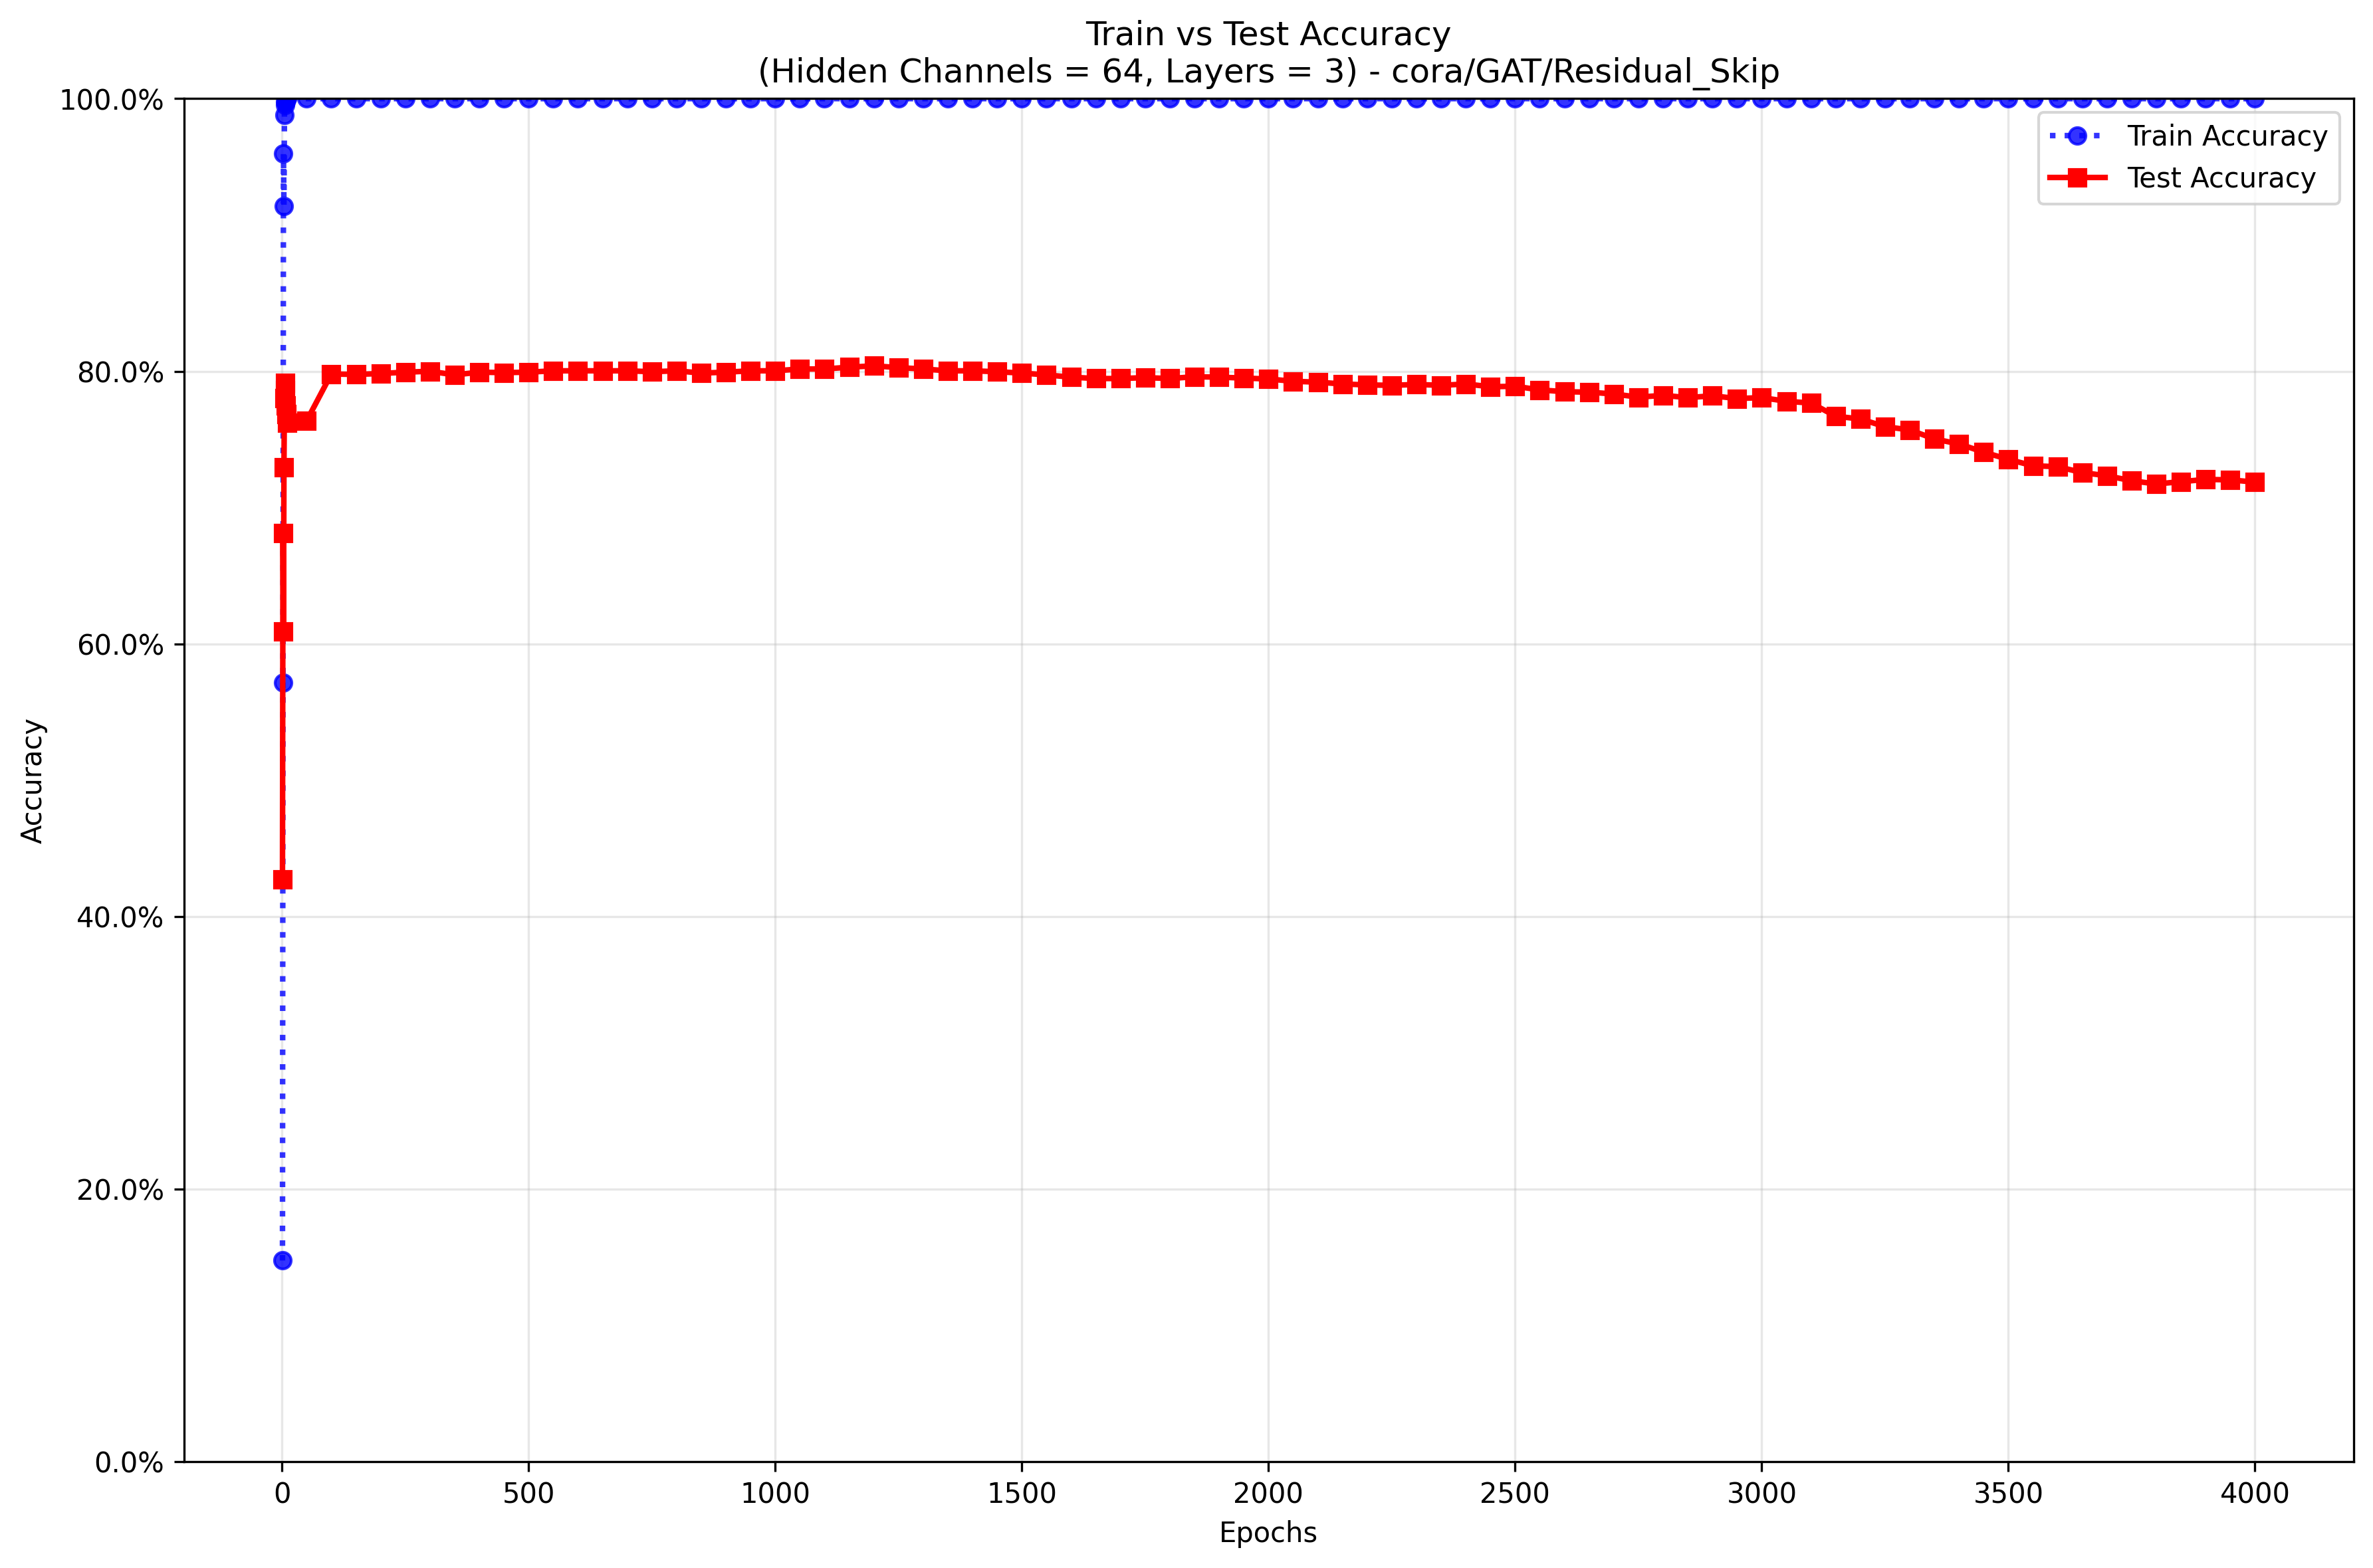 Train vs Test Accuracy
(Hidden Channels = 64, Layers = 3) - cora/GAT/Residual_Skip
100.0%
80.0%
60.0%
40.0%
20.0%
0.0%
Accuracy
Train Accuracy
Test Accuracy
0 500 1000 1500 2000 2500 3000 3500 4000
Epochs